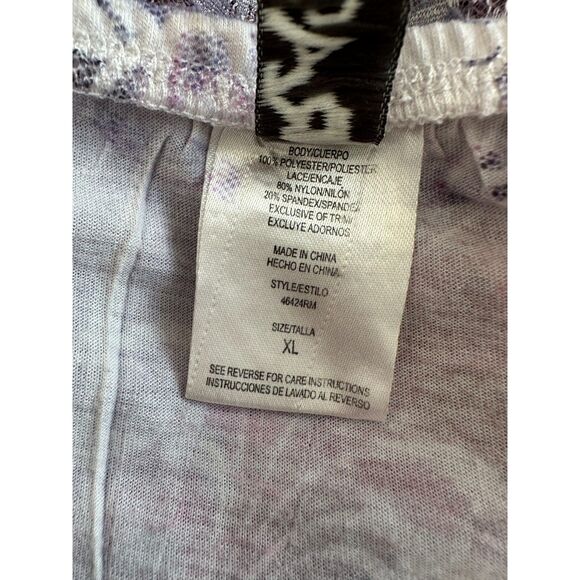 BODY/CUERPO
100% POLYESTER/POLIESTER
LACE/ENCAJE
80% NYLON/NILÓN
20% SPANDEX/SPANDEX
EXCLUSIVE OF TRIM
EXCLUYE ADORNOS
MADE IN CHINA
HECHO EN CHINA
STYLE/ESTILO
46424RM
SIZE/TALLA
XL
SEE REVERSE FOR CARE INSTRUCTIONS
INSTRUCCIONES DE LAVADO AL REVERSO